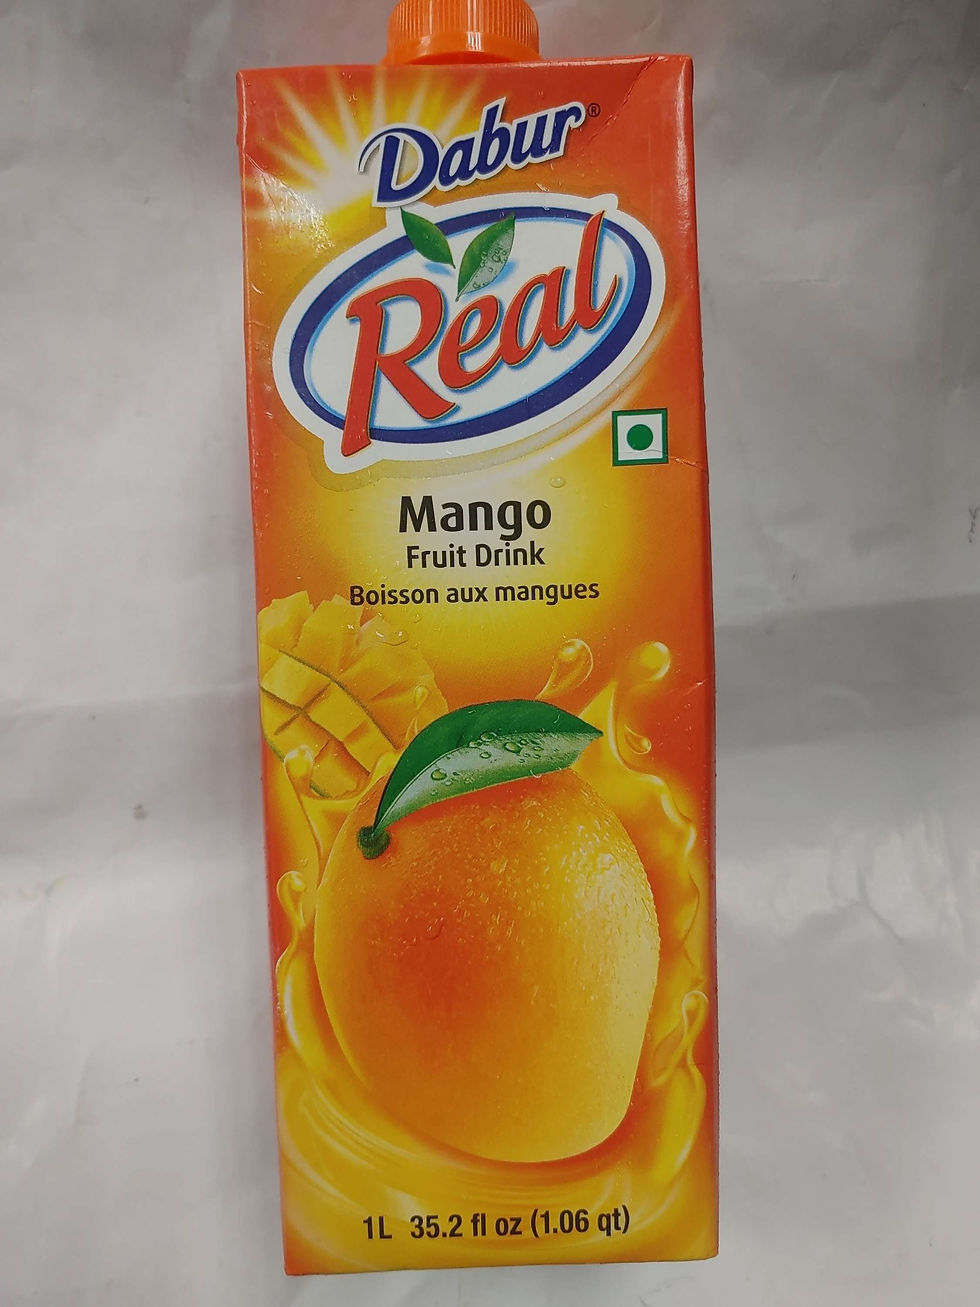 Dabur®
Real
Mango
Fruit Drink
Boisson aux mangues
1L 35.2 fl oz (1.06 qt)